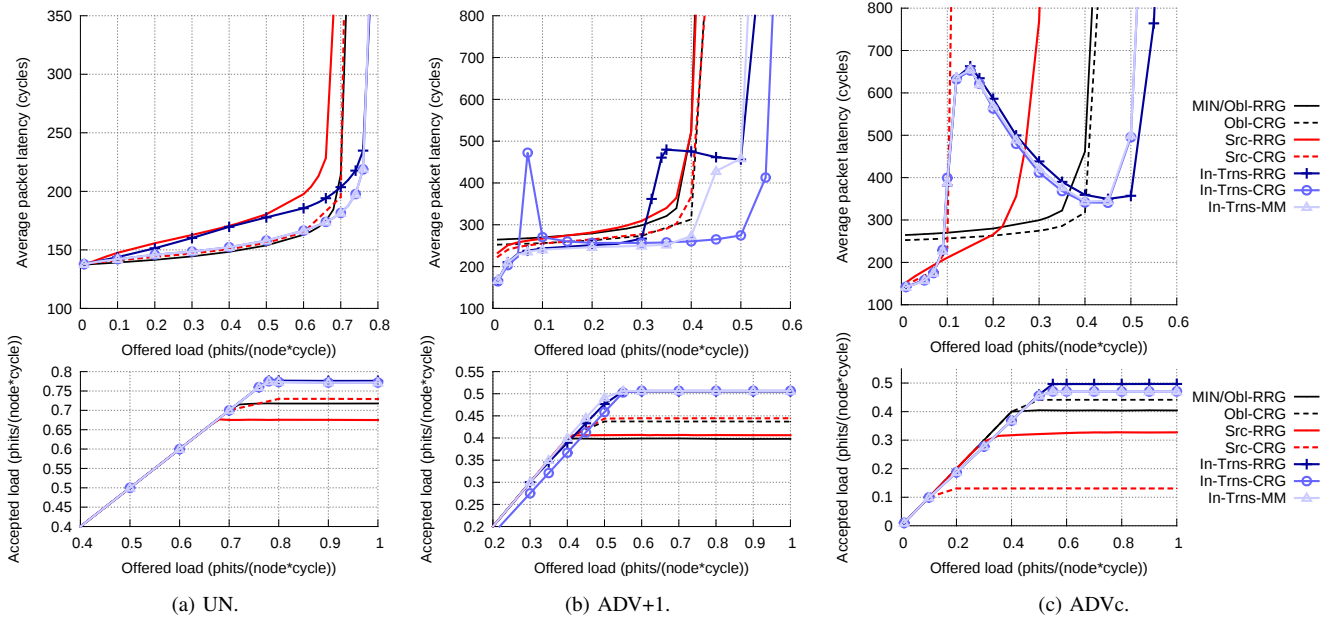 350
300
250
200
150
100
0 0.1 0.2 0.3 0.4 0.5 0.6 0.7 0.8
Average packet latency (cycles)
Offered load (phits/(node*cycle))
800
700
600
500
400
300
200
100
0 0.1 0.2 0.3 0.4 0.5 0.6
Average packet latency (cycles)
Offered load (phits/(node*cycle))
800
700
600
500
400
300
200
100
0 0.1 0.2 0.3 0.4 0.5 0.6
Average packet latency (cycles)
Offered load (phits/(node*cycle))
MIN/Obl-RRG
Obl-CRG
Src-RRG
Src-CRG
In-Trns-RRG
In-Trns-CRG
In-Trns-MM
0.8
0.75
0.7
0.65
0.6
0.55
0.5
0.45
0.4
0.4 0.5 0.6 0.7 0.8 0.9 1
Accepted load (phits/(node*cycle))
Offered load (phits/(node*cycle))
0.55
0.5
0.45
0.4
0.35
0.3
0.25
0.2
0.2 0.3 0.4 0.5 0.6 0.7 0.8 0.9 1
Accepted load (phits/(node*cycle))
Offered load (phits/(node*cycle))
0.5
0.4
0.3
0.2
0.1
0
0 0.2 0.4 0.6 0.8 1
Accepted load (phits/(node*cycle))
Offered load (phits/(node*cycle))
MIN/Obl-RRG
Obl-CRG
Src-RRG
Src-CRG
In-Trns-RRG
In-Trns-CRG
In-Trns-MM
(a) UN.
(b) ADV+1.
(c) ADVc.